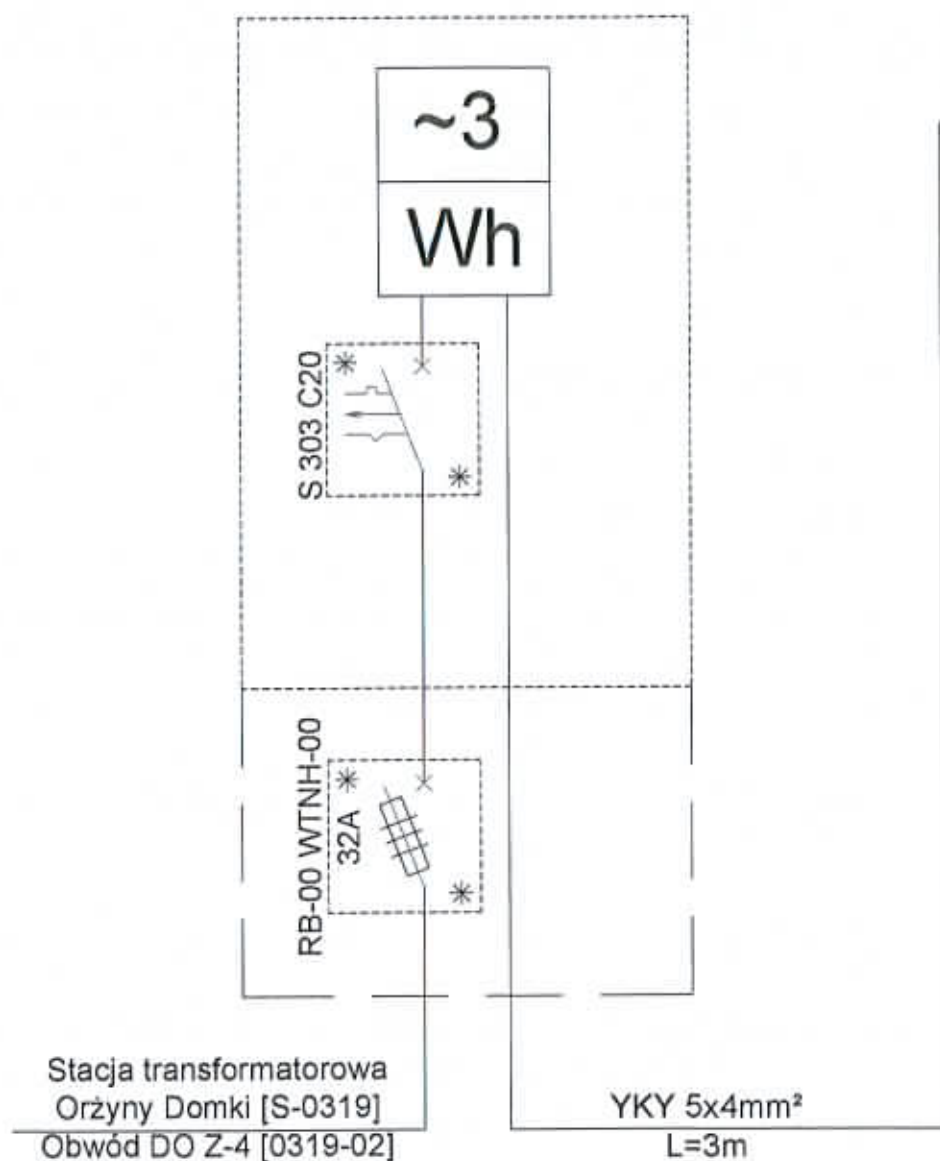 ~3
Wh
S 303 C20
RB-00 WTNH-00
32A
Stacja transformatorowa
Orżyny Domki [S-0319]
Obwód DO Z-4 [0319-02]
YKY 5x4mm²
L=3m